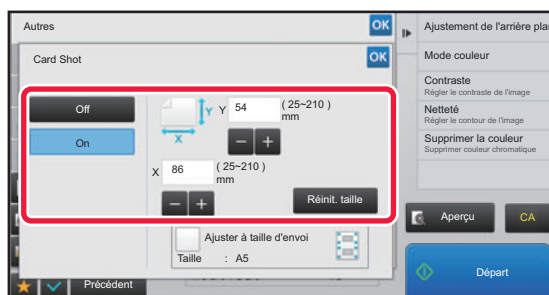 Autres
OK
Card Shot
OK
Off
On
Y
X
Y 54 ( 25~210 )
mm
X 86 ( 25~210 )
mm
Réinit. taille
Ajuster à taille d'envoi
Taille : A5
Précédent
Ajustement de l'arrière pla
Mode couleur
Contraste
Régler le contraste de l'image
Netteté
Régler le contour de l'image
Supprimer la couleur
Supprimer couleur chromatique
Aperçu
CA
Départ